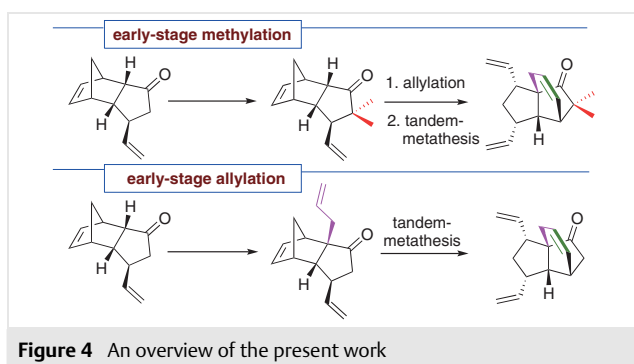 early-stage methylation
H
O
H
H
O
H
1. allylation
2. tandem-
metathesis
O
H
early-stage allylation
H
O
H
O
H
tandem-
metathesis
O
H
Figure 4 An overview of the present work